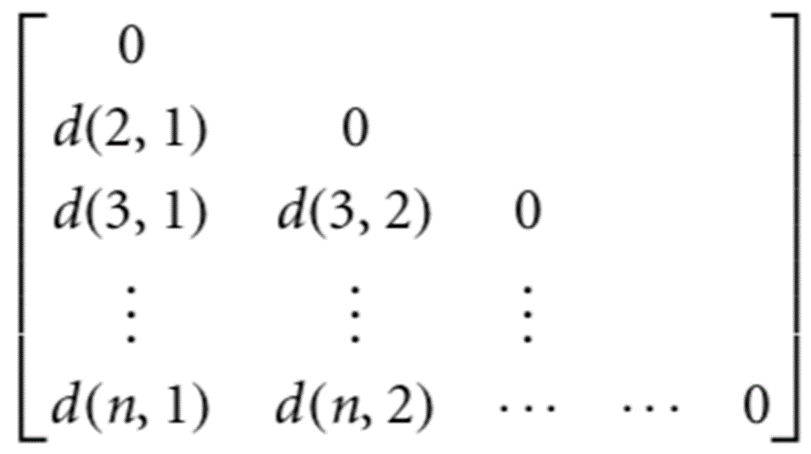 0
d(2, 1) 0
d(3, 1) d(3, 2) 0
⋮ ⋮ ⋮
d(n, 1) d(n, 2) ⋯ ⋯ 0